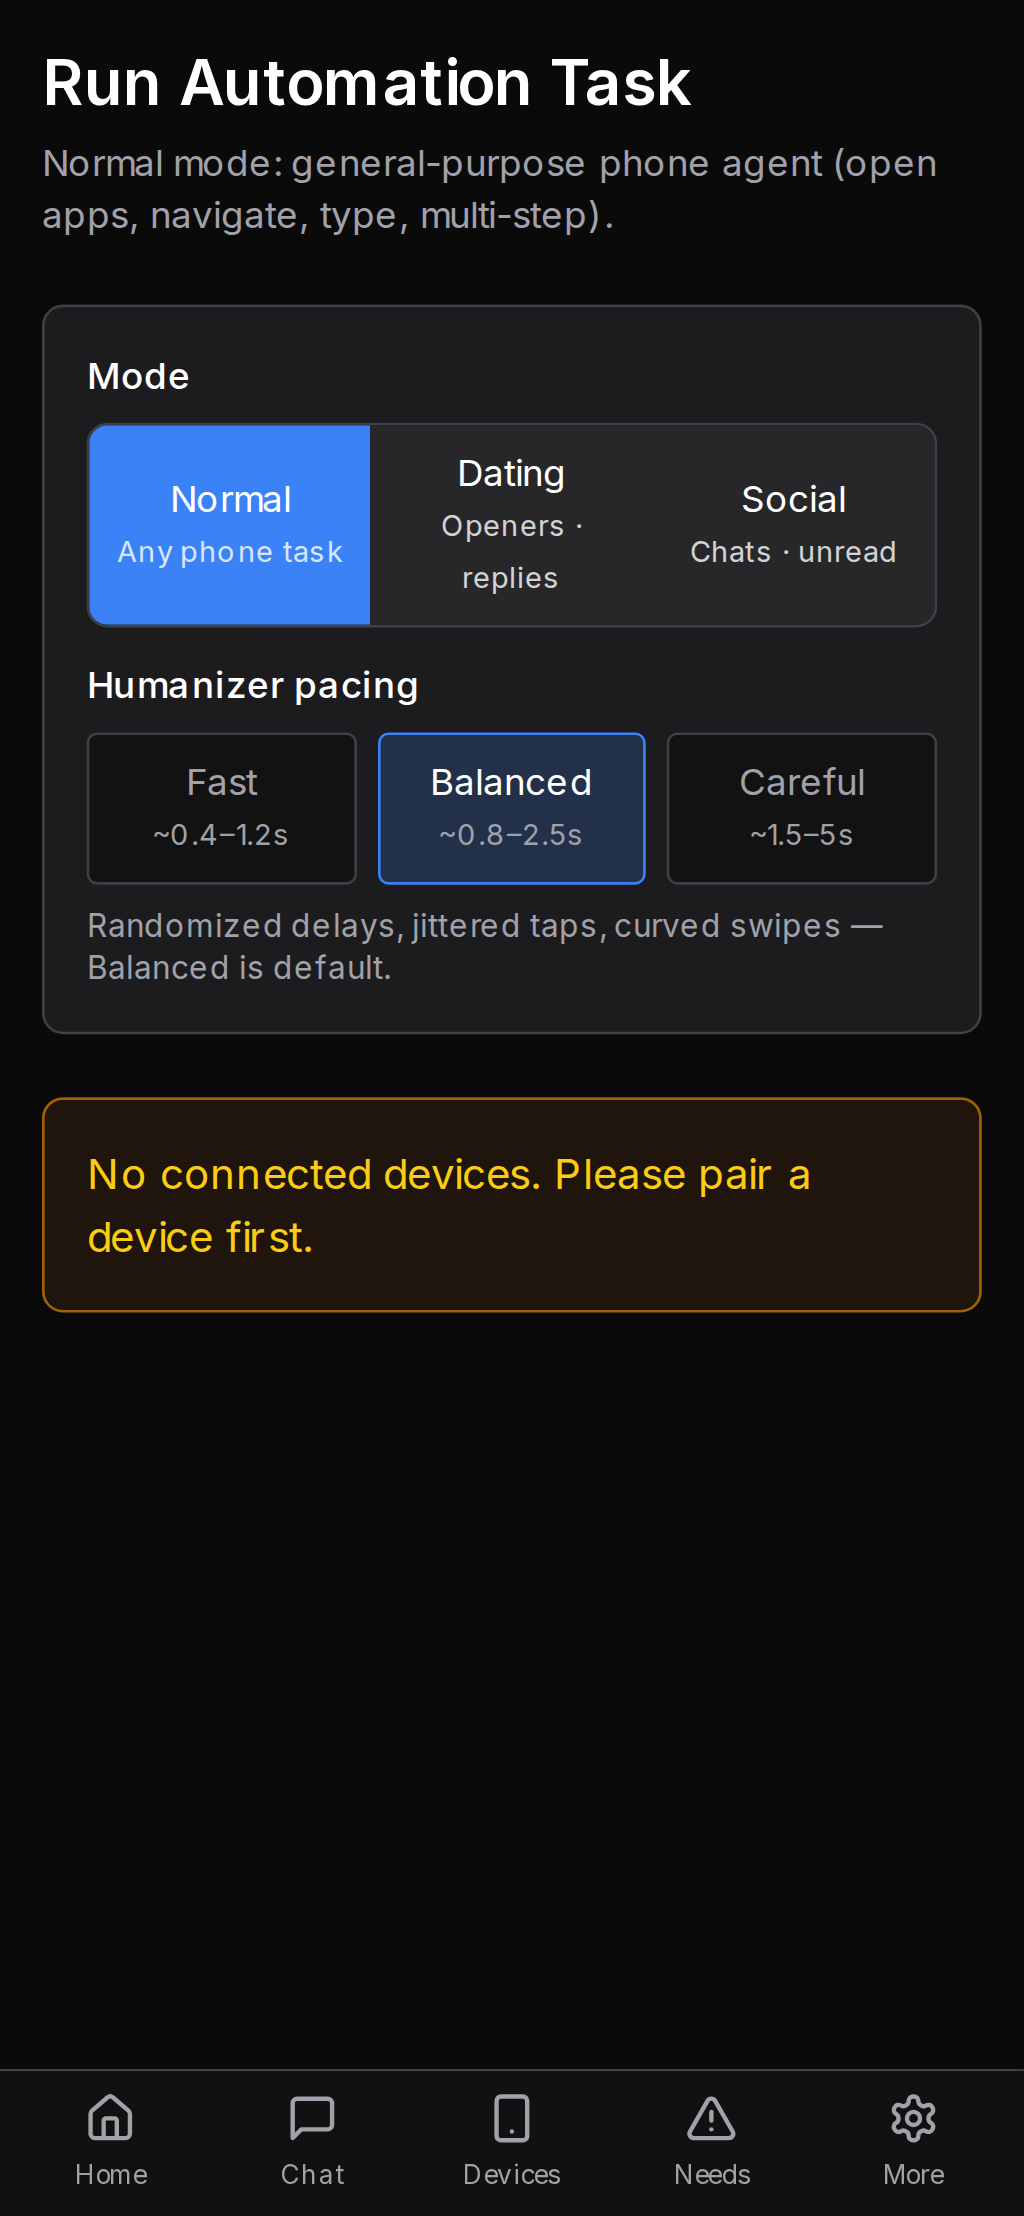 Run Automation Task
Normal mode: general-purpose phone agent (open
apps, navigate, type, multi-step).
Mode
Normal
Any phone task
Dating
Openers ·
replies
Social
Chats · unread
Humanizer pacing
Fast
~0.4–1.2s
Balanced
~0.8–2.5s
Careful
~1.5–5s
Randomized delays, jittered taps, curved swipes —
Balanced is default.
No connected devices. Please pair a
device first.
Home
Chat
Devices
Needs
More